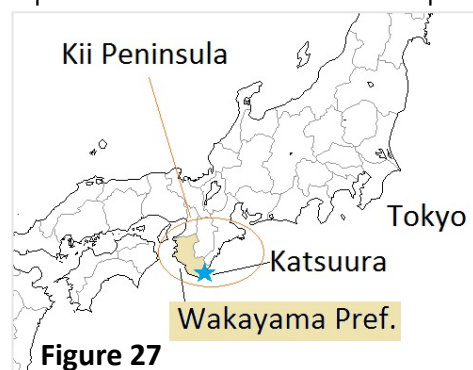 Kii Peninsula
Tokyo
Katsuura
Wakayama Pref.
Figure 27